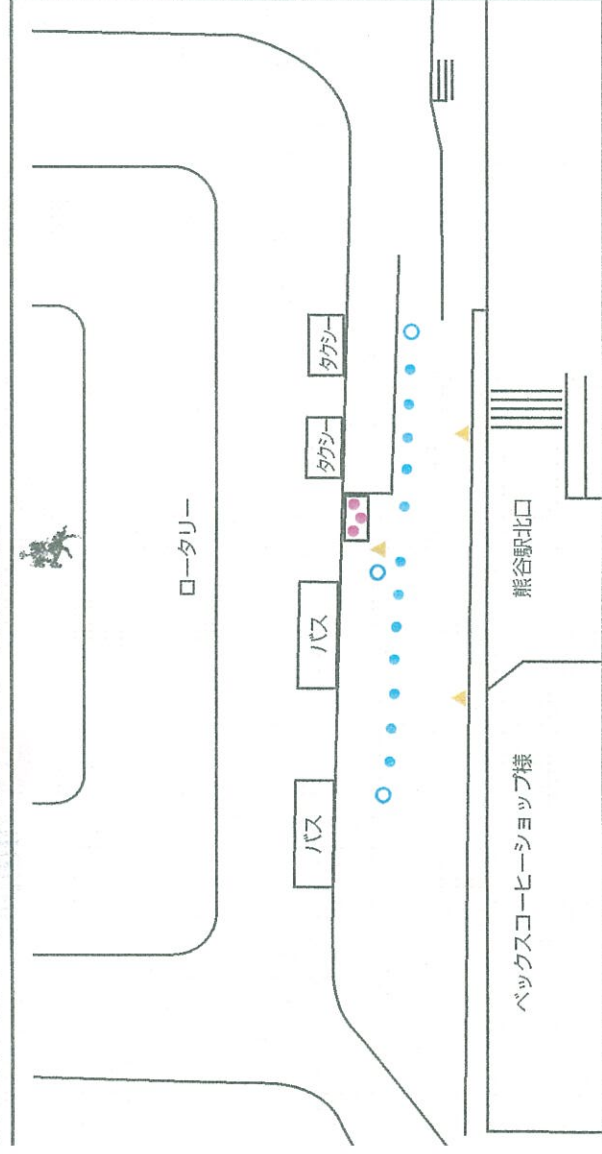 ロータリー
タクシー
タクシー
バス
バス
熊谷駅北口
ベックスコーヒーショップ様